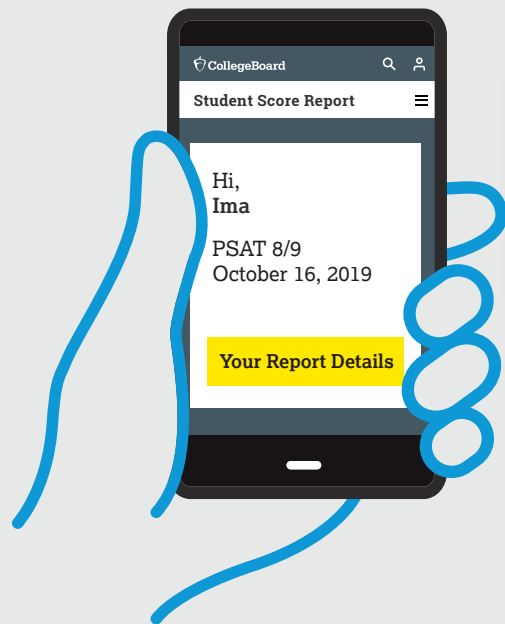 CollegeBoard
Student Score Report
Hi,
Ima
PSAT 8/9
October 16, 2019
Your Report Details